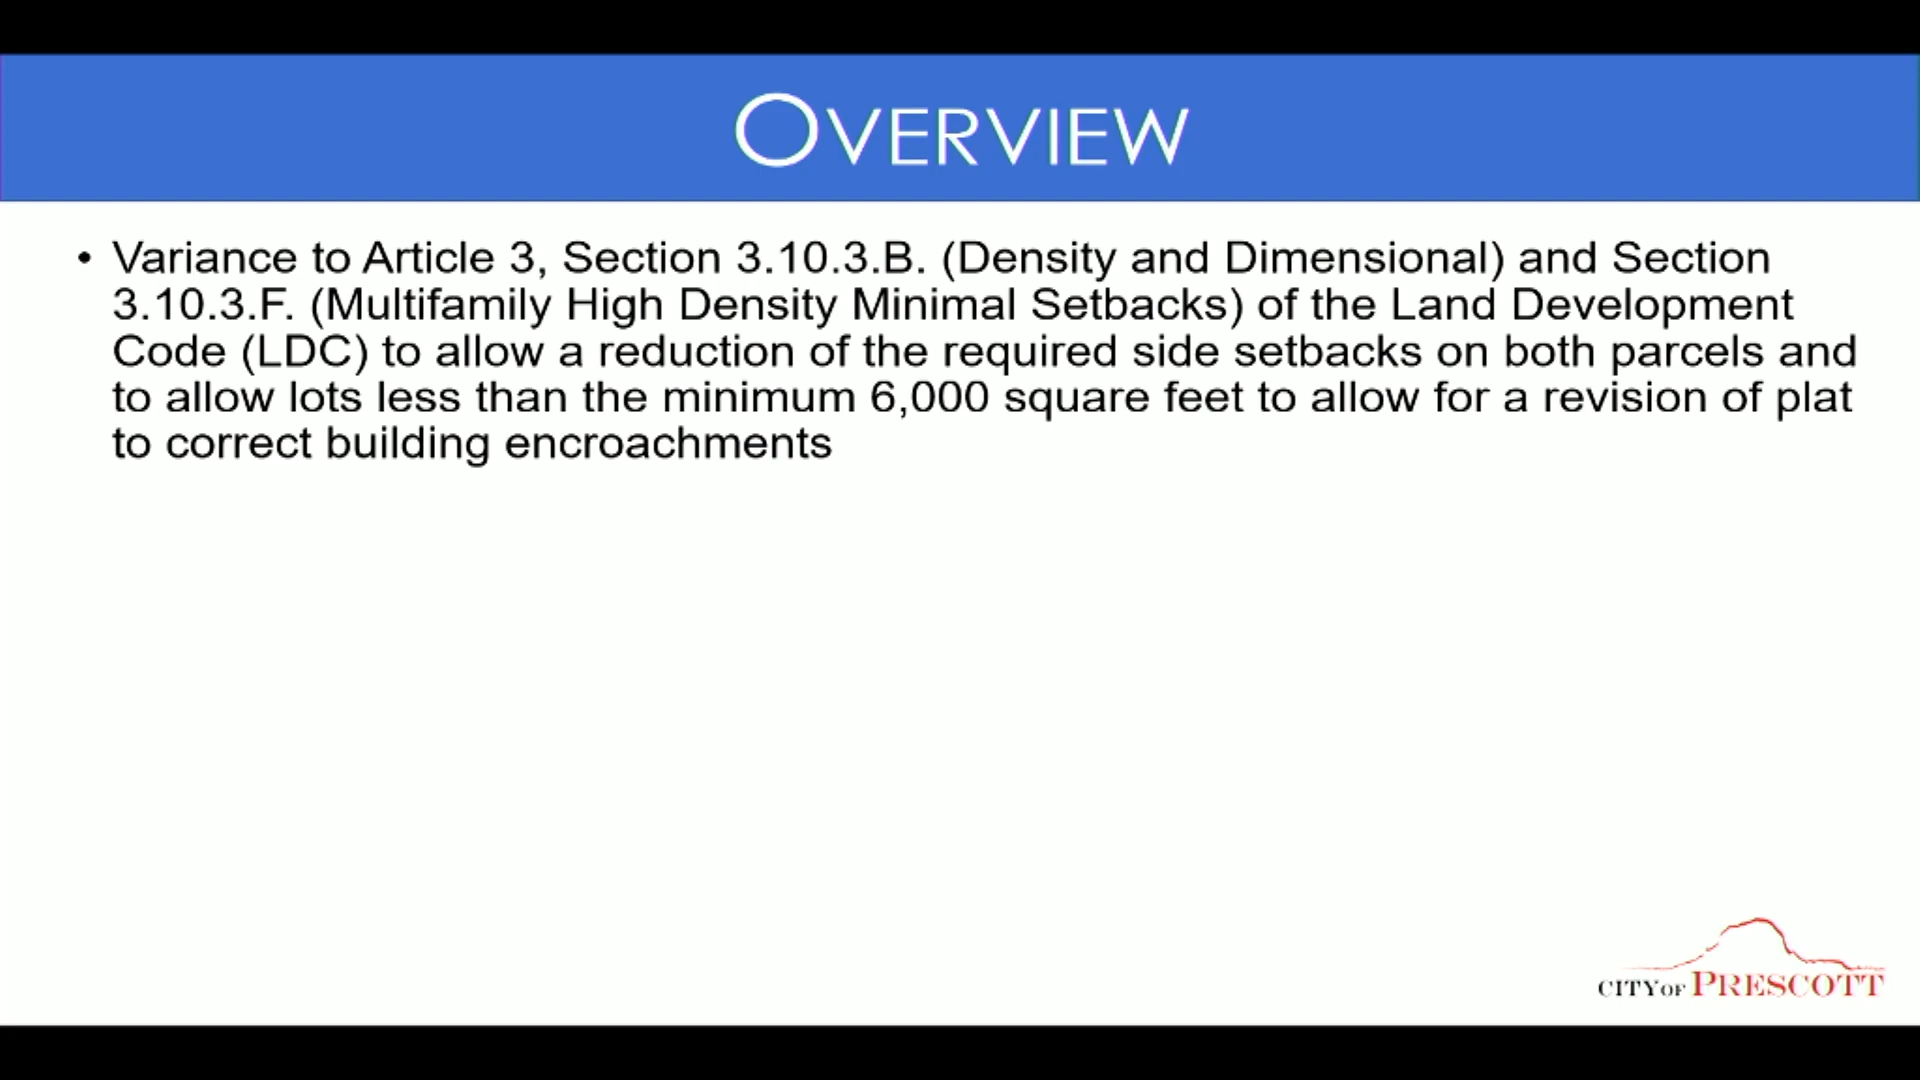 OVERVIEW
• Variance to Article 3, Section 3.10.3.B. (Density and Dimensional) and Section
3.10.3.F. (Multifamily High Density Minimal Setbacks) of the Land Development
Code (LDC) to allow a reduction of the required side setbacks on both parcels and
to allow lots less than the minimum 6,000 square feet to allow for a revision of plat
to correct building encroachments
CITY OF PRESCOTT